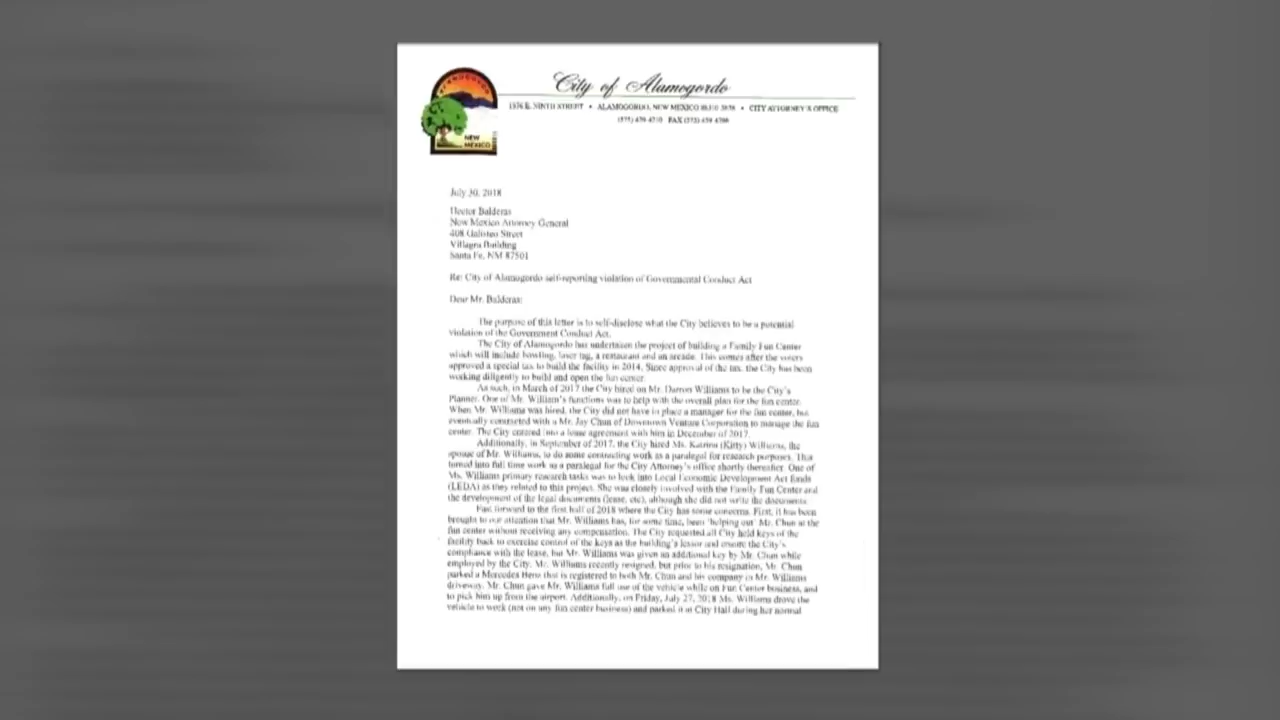 ALAMOGORDO
NEW
MEXICO
City of Alamogordo
1376 E. NINTH STREET • ALAMOGORDO, NEW MEXICO • CITY ATTORNEY'S OFFICE
FAX
July 30, 2018
Hector Balderas
New Mexico Attorney General
408 Galisteo Street
Villagra Building
Santa Fe, NM 87501
Re: City of Alamogordo self-reporting violation of Governmental Conduct Act
Dear Mr. Balderas:
The purpose of this letter is to self-disclose what the City believes to be a potential
violation of the Government Conduct Act.
The City of Alamogordo has undertaken the project of building a Family Fun Center
which will include bowling, laser tag, a restaurant and an arcade. This comes after the voters
approved a special tax to build the facility in 2014. Since approval of the tax, the City has been
working diligently to build and open the fun center.
As such, in March of 2017 the City hired on Mr. Darron Williams to be the City's
Planner. One of Mr. William's functions was to help with the overall plan for the fun center.
When Mr. Williams was hired, the City did not have in place a manager for the fun center, but
eventually contracted with a Mr. Jay Chun of Downtown Venture Corporation to manage the fun
center. The City entered into a lease agreement with him in December of 2017.
Additionally, in September of 2017, the City hired Ms. Katrina (Kitty) Williams, the
spouse of Mr. Williams, to do some contracting work as a paralegal for research purposes. This
turned into full time work as a paralegal for the City Attorney's office shortly thereafter. One of
Ms. Williams primary research tasks was to look into Local Economic Development Act funds
(LEDA) as they related to this project. She was closely involved with the Family Fun Center and
the development of the legal documents (lease, etc), although she did not write the documents.
Fast forward to the first half of 2018 where the City has some concerns. First, it has been
brought to our attention that Mr. Williams has, for some time, been 'helping out' Mr. Chun at the
fun center without receiving any compensation. The City requested all City held keys of the
facility back to exercise control of the keys as the building's lessor and ensure the City's
compliance with the lease, but Mr. Williams was given an additional key by Mr. Chun while
employed by the City. Mr. Williams recently resigned, but prior to his resignation, Mr. Chun
parked a Mercedes Benz that is registered to both Mr. Chun and his company in Mr. Williams
driveway. Mr. Chun gave Mr. Williams full use of the vehicle while on Fun Center business, and
to pick him up from the airport. Additionally, on Friday, July 27, 2018 Ms. Williams drove the
vehicle to work (not on any fun center business) and parked it at City Hall during her normal